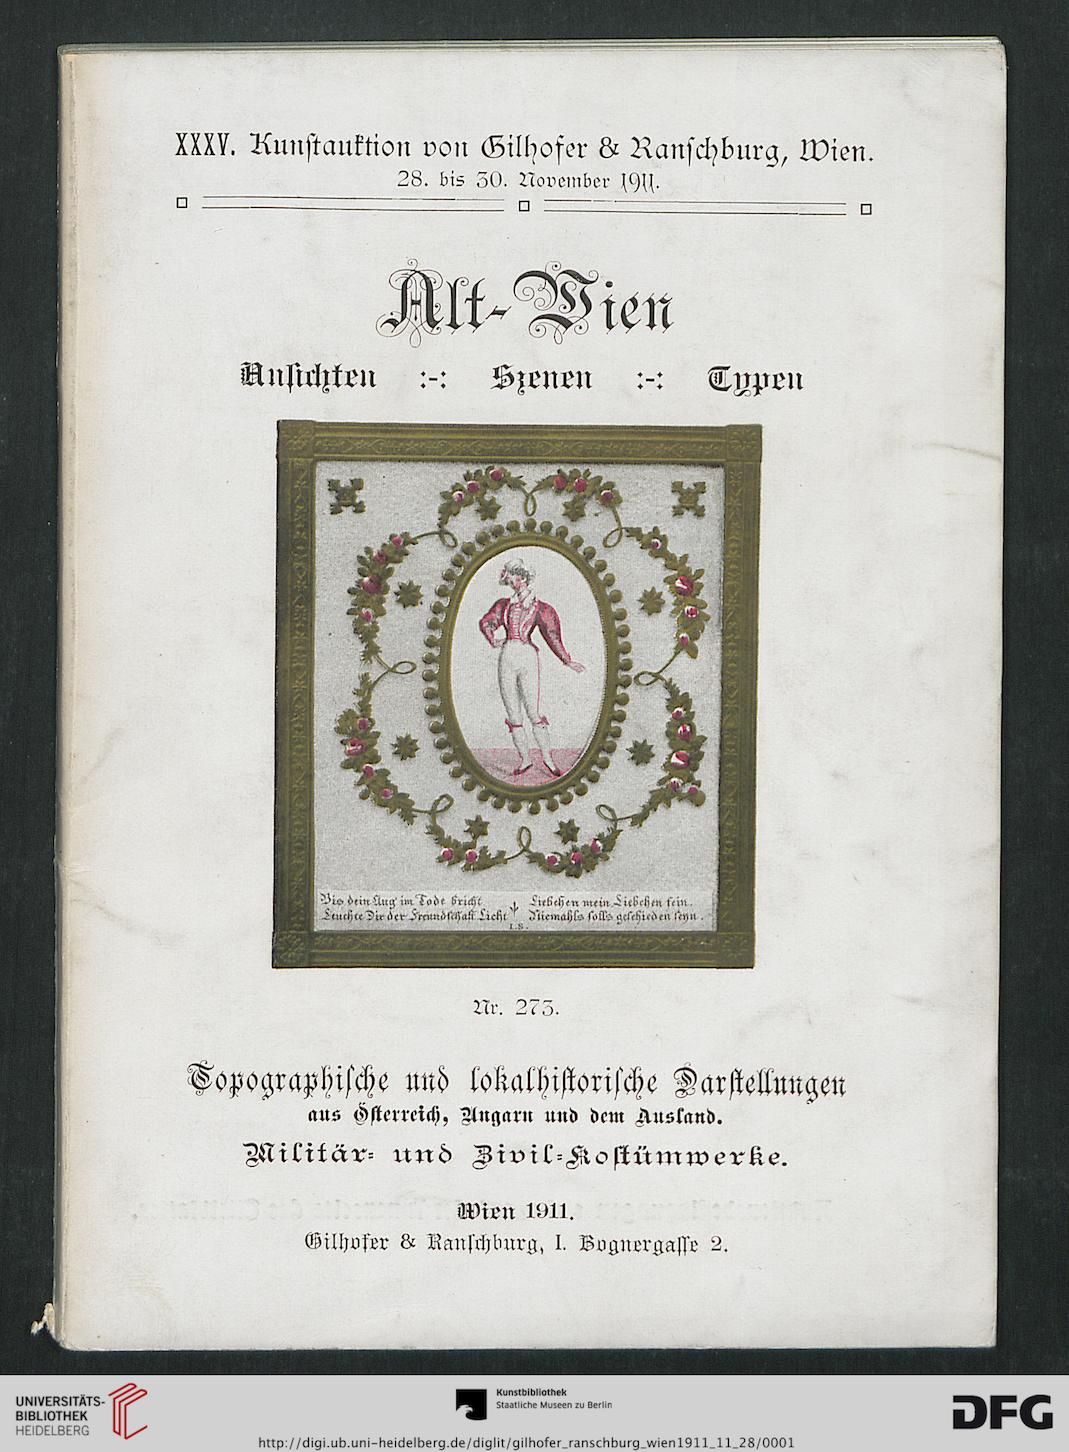 XXXV. Kunstauktion von Gilhofer & Ranschburg, Wien.
28. bis 30. November 1911.
Alt-Wien
Ansichten :-: Szenen :-: Typen
Bis dein Aug' im Tode bricht
Leuchte Dir der Freundschaft Licht
Liebchen mein Liebchen fein.
Niemahls soll's geschieden seyn.
I.S.
Nr. 273.
Topographische und lokalhistorische Darstellungen
aus Österreich, Ungarn und dem Ausland.
Militär- und Zivil-Kostümwerke.
Wien 1911.
Gilhofer & Ranschburg, I. Bognergasse 2.
UNIVERSITÄTS-
BIBLIOTHEK
HEIDELBERG
Kunstbibliothek
Staatliche Museen zu Berlin
DFG
http://digi.ub.uni-heidelberg.de/diglit/gilhofer_ranschburg_wien1911_11_28/0001